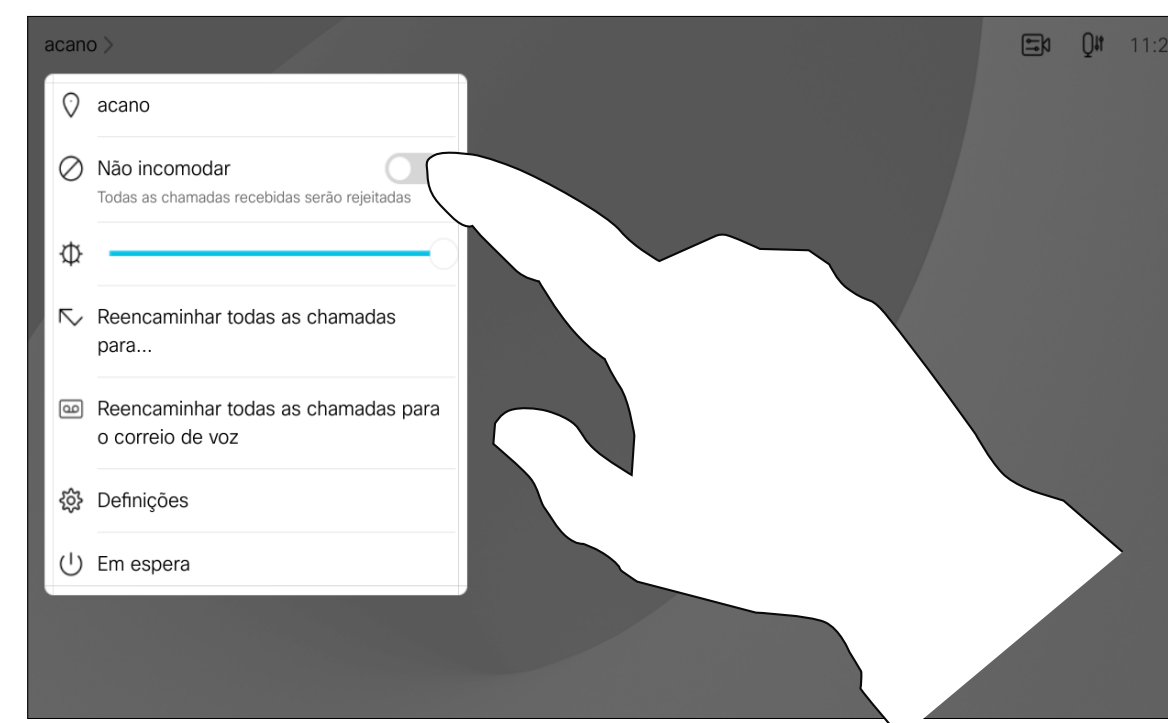 acano >
11:2
acano
Não incomodar
Todas as chamadas recebidas serão rejeitadas
Reencaminhar todas as chamadas
para...
Reencaminhar todas as chamadas para
o correio de voz
Definições
Em espera